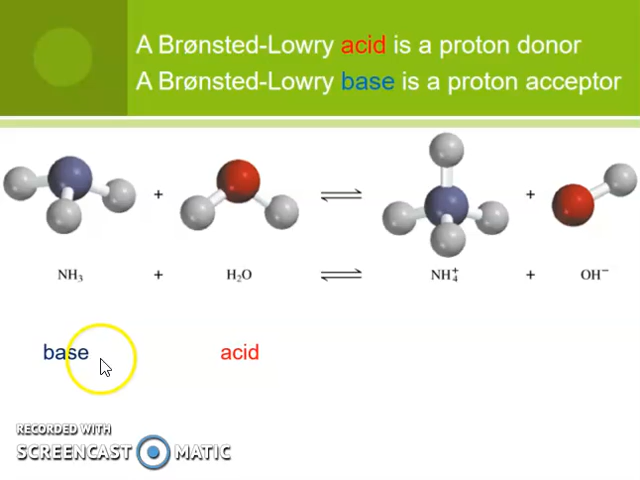 A Brønsted-Lowry acid is a proton donor
A Brønsted-Lowry base is a proton acceptor
+ ⇌ +
NH₃ + H₂O ⇌ NH₄⁺ + OH⁻
base acid
RECORDED WITH
SCREENCAST MATIC